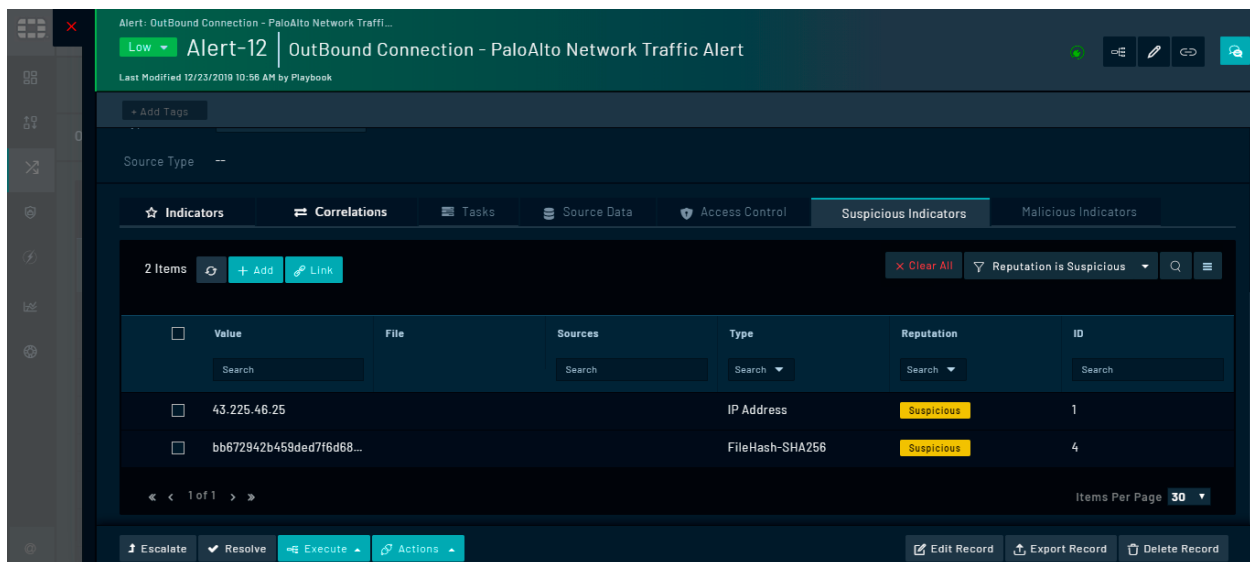 Alert: OutBound Connection - PaloAlto Network Traffi...
Low Alert-12 OutBound Connection - PaloAlto Network Traffic Alert
Last Modified 12/23/2019 10:56 AM by Playbook
+ Add Tags
Source Type --
Indicators Correlations Tasks Source Data Access Control Suspicious Indicators Malicious Indicators
2 Items + Add Link × Clear All Reputation is Suspicious
Value File Sources Type Reputation ID
Search Search Search Search Search
43.225.46.25 IP Address Suspicious 1
bb672942b459ded7f6d68... FileHash-SHA256 Suspicious 4
« ‹ 1 of 1 › » Items Per Page 30
Escalate Resolve Execute Actions Edit Record Export Record Delete Record